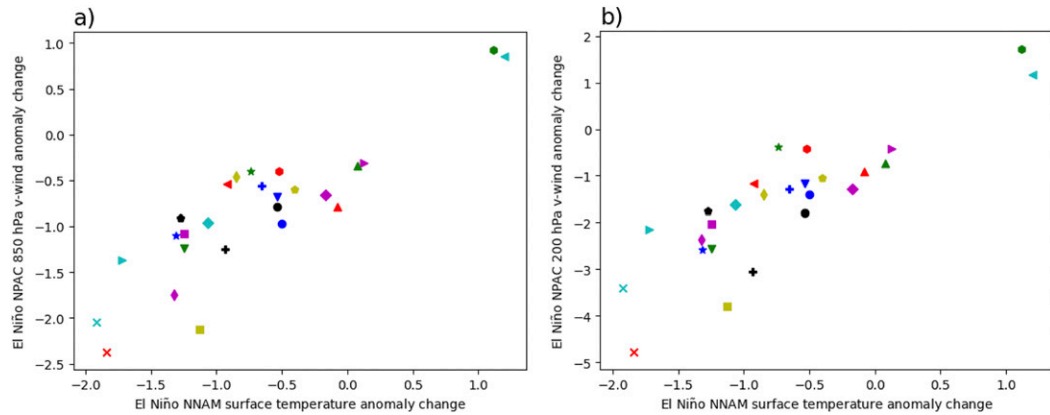 a)
1.0
0.5
0.0
−0.5
−1.0
−1.5
−2.0
−2.5
El Niño NPAC 850 hPa v-wind anomaly change
−2.0 −1.5 −1.0 −0.5 0.0 0.5 1.0
El Niño NNAM surface temperature anomaly change
b)
2
1
0
−1
−2
−3
−4
−5
El Niño NPAC 200 hPa v-wind anomaly change
−2.0 −1.5 −1.0 −0.5 0.0 0.5 1.0
El Niño NNAM surface temperature anomaly change